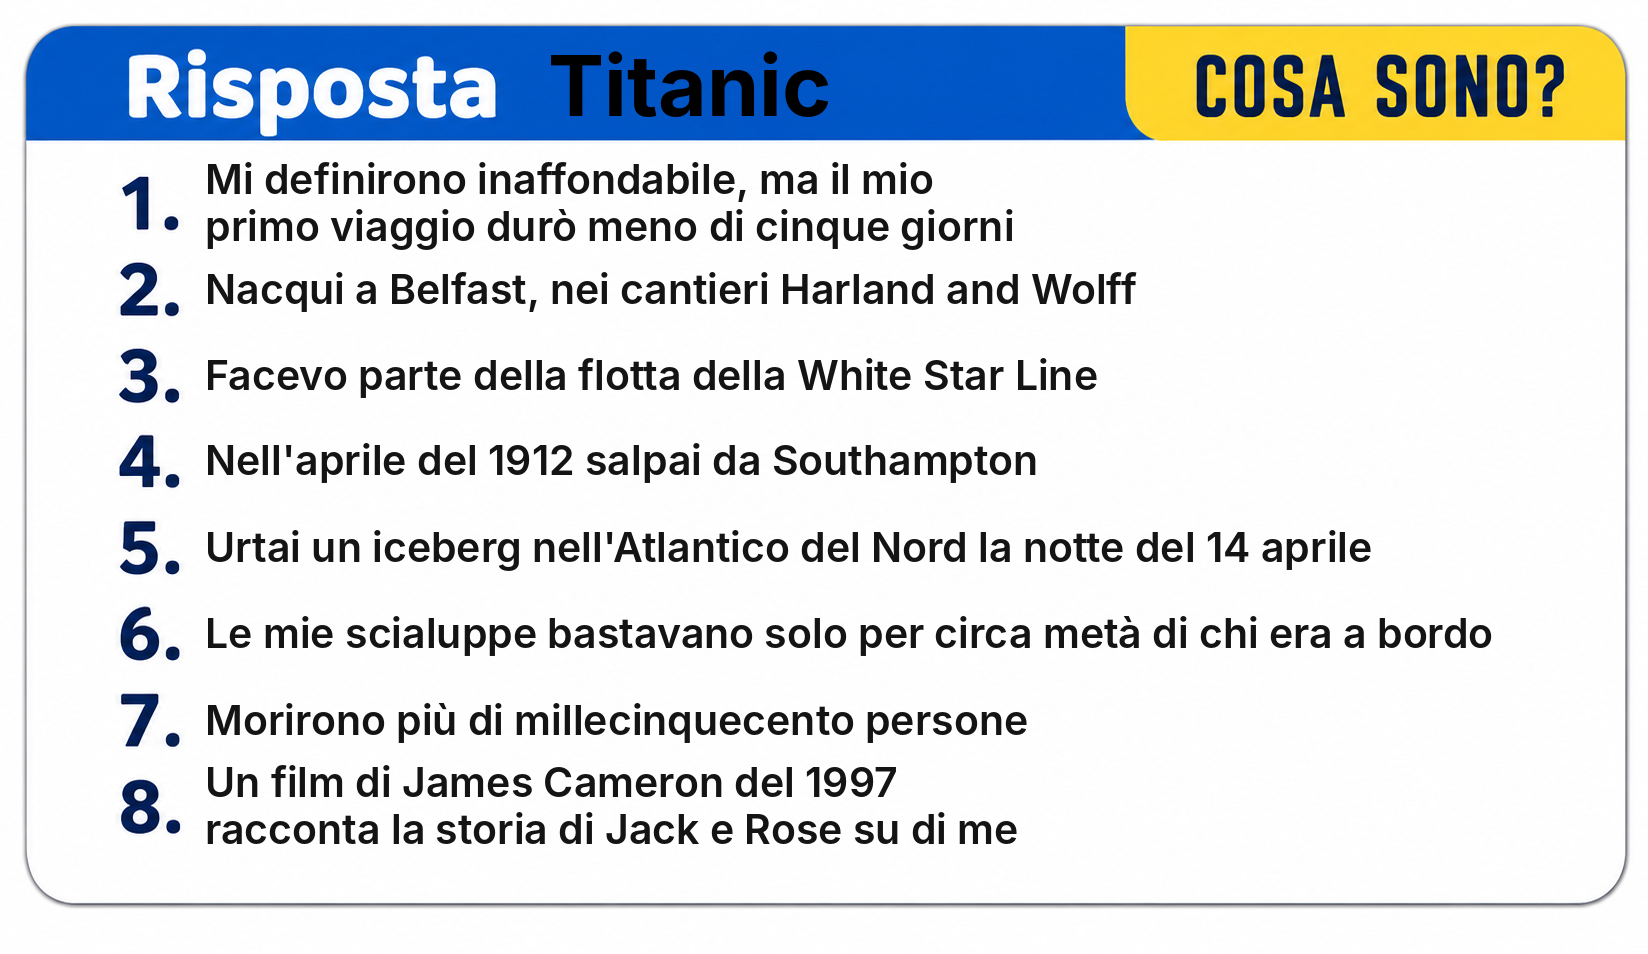 Risposta Titanic
COSA SONO?
1. Mi definirono inaffondabile, ma il mio
primo viaggio durò meno di cinque giorni
2. Nacqui a Belfast, nei cantieri Harland and Wolff
3. Facevo parte della flotta della White Star Line
4. Nell'aprile del 1912 salpai da Southampton
5. Urtai un iceberg nell'Atlantico del Nord la notte del 14 aprile
6. Le mie scialuppe bastavano solo per circa metà di chi era a bordo
7. Morirono più di millecinquecento persone
8. Un film di James Cameron del 1997
racconta la storia di Jack e Rose su di me